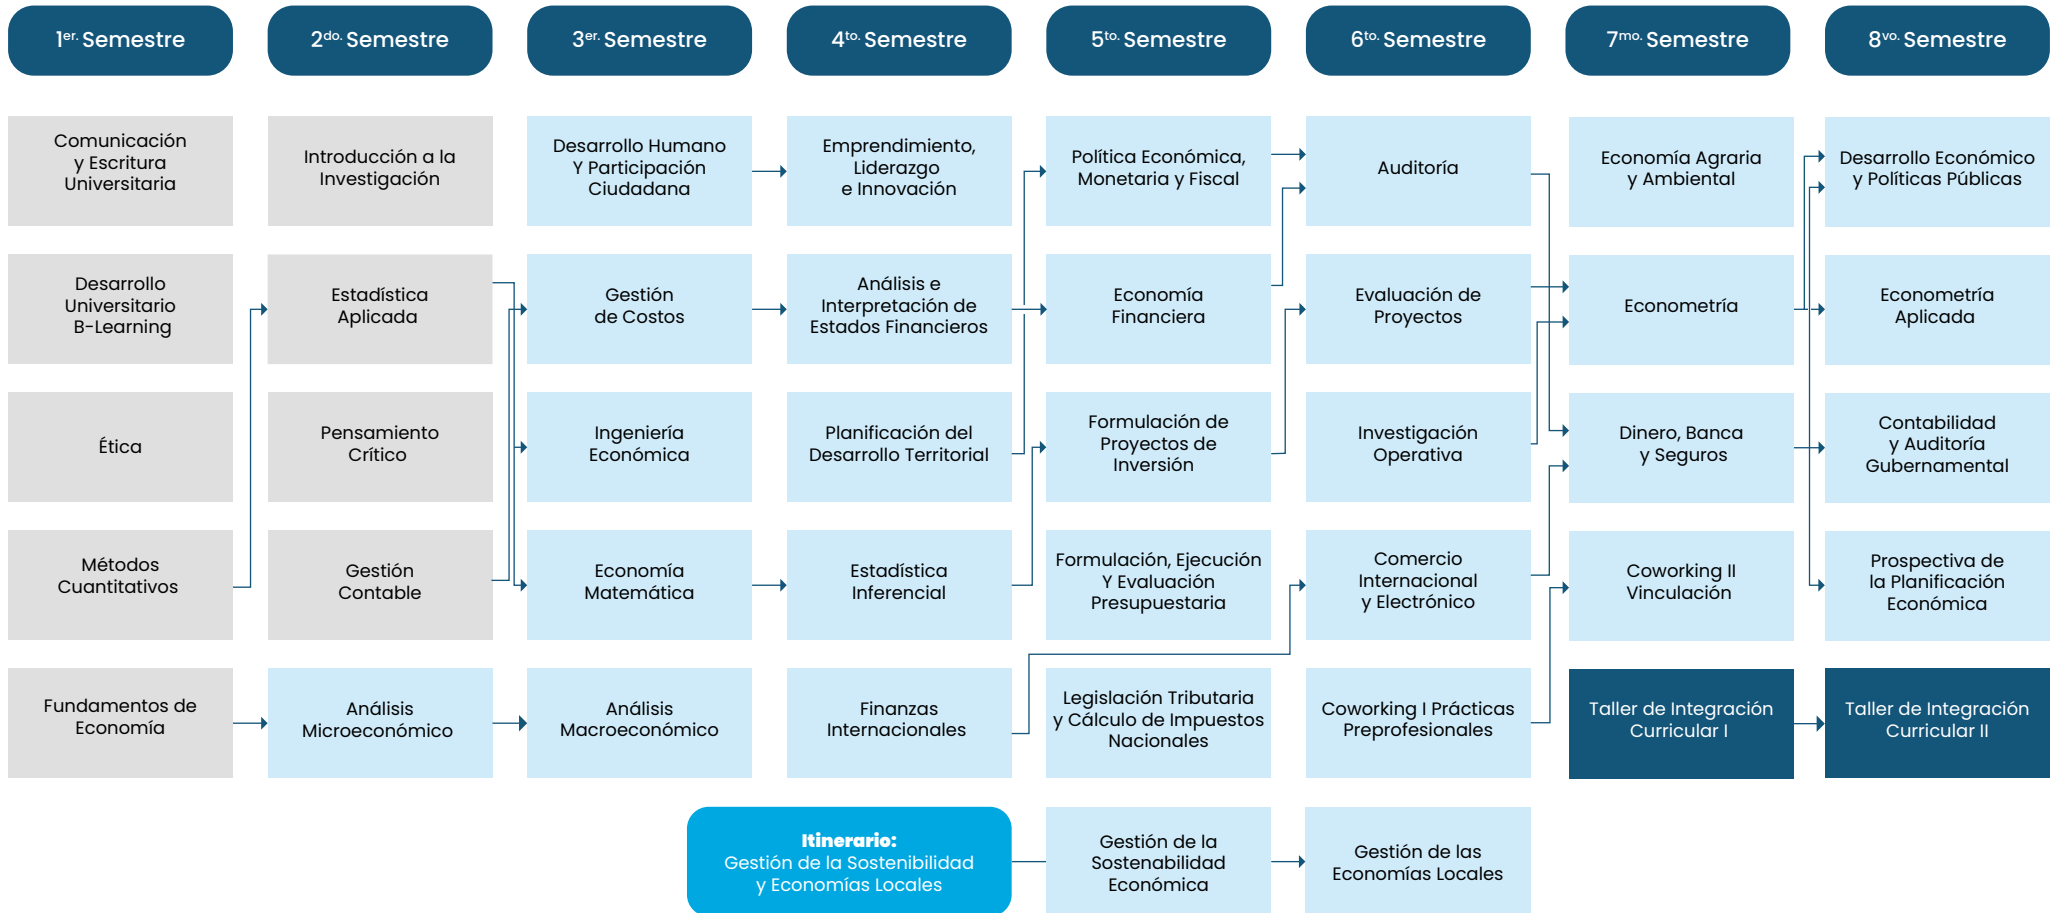 1er. Semestre
2do. Semestre
3er. Semestre
4to. Semestre
5to. Semestre
6to. Semestre
7mo. Semestre
8vo. Semestre
Comunicación
y Escritura
Universitaria
Introducción a la
Investigación
Desarrollo Humano
Y Participación
Ciudadana
Emprendimiento,
Liderazgo
e Innovación
Política Económica,
Monetaria y Fiscal
Auditoría
Economía Agraria
y Ambiental
Desarrollo Económico
y Políticas Públicas
Desarrollo
Universitario
B-Learning
Estadística
Aplicada
Gestión
de Costos
Análisis e
Interpretación de
Estados Financieros
Economía
Financiera
Evaluación de
Proyectos
Econometría
Econometría
Aplicada
Ética
Pensamiento
Crítico
Ingeniería
Económica
Planificación del
Desarrollo Territorial
Formulación de
Proyectos de
Inversión
Investigación
Operativa
Dinero, Banca
y Seguros
Contabilidad
y Auditoría
Gubernamental
Métodos
Cuantitativos
Gestión
Contable
Economía
Matemática
Estadística
Inferencial
Formulación, Ejecución
Y Evaluación
Presupuestaria
Comercio
Internacional
y Electrónico
Coworking II
Vinculación
Prospectiva de
la Planificación
Económica
Fundamentos de
Economía
Análisis
Microeconómico
Análisis
Macroeconómico
Finanzas
Internacionales
Legislación Tributaria
y Cálculo de Impuestos
Nacionales
Coworking I Prácticas
Preprofesionales
Taller de Integración
Curricular I
Taller de Integración
Curricular II
Itinerario:
Gestión de la Sostenibilidad
y Economías Locales
Gestión de la
Sostenabilidad
Económica
Gestión de las
Economías Locales